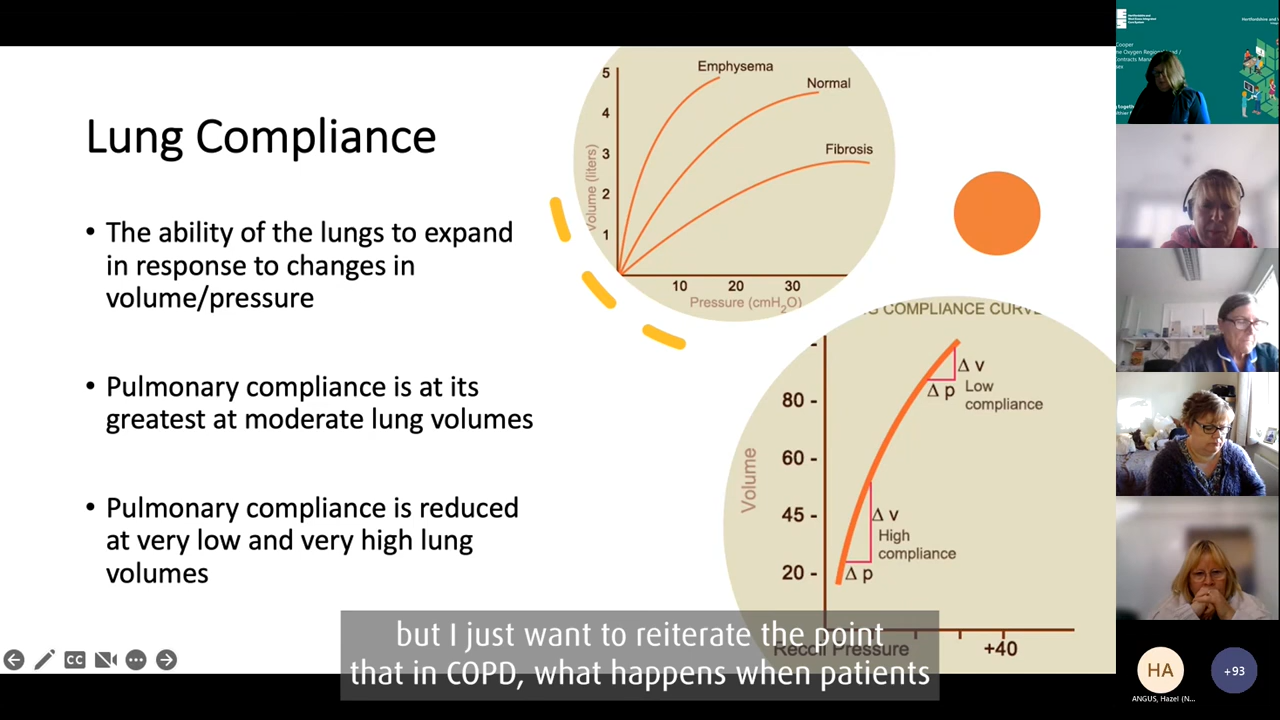 Lung Compliance
• The ability of the lungs to expand
in response to changes in
volume/pressure
• Pulmonary compliance is at its
greatest at moderate lung volumes
• Pulmonary compliance is reduced
at very low and very high lung
volumes
Emphysema
Normal
Fibrosis
Volume (liters)
5
4
3
2
1
10 20 30
Pressure (cmH2O)
COMPLIANCE
Δ v
Δ p
Low
compliance
80 -
60 -
45 -
20 -
Volume
Δ v
High
compliance
Δ p
Recoil Pressure
+40
but I just want to reiterate the point
that in COPD, what happens when patients
CC
Cooper
HA
+93
ANGUS, Hazel (N...